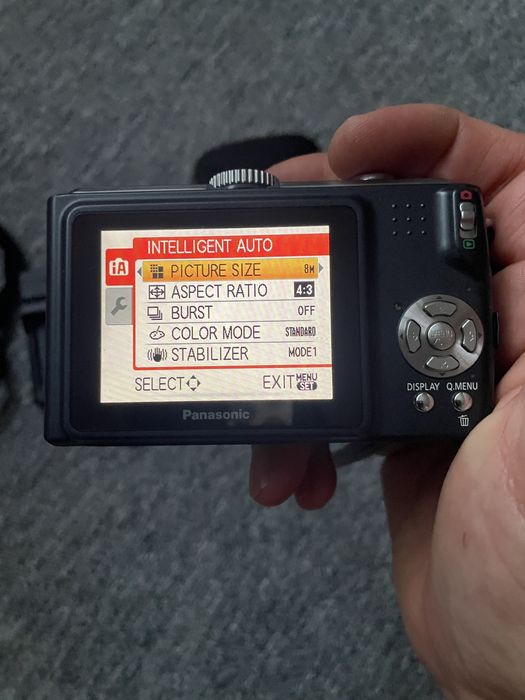 INTELLIGENT AUTO
iA
PICTURE SIZE 8M
ASPECT RATIO 4:3
BURST OFF
COLOR MODE STANDARD
STABILIZER MODE1
SELECT EXIT MENU SET
Panasonic
DISPLAY Q.MENU